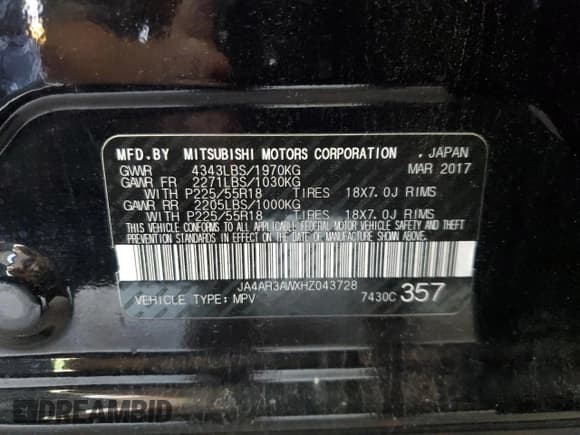 MFD.BY MITSUBISHI MOTORS CORPORATION . JAPAN
GVWR 4343LBS/1970KG MAR 2017
GAWR FR 2271LBS/1030KG
WITH P225/55R18 TIRES 18X7.0J RIMS
GAWR RR 2205LBS/1000KG
WITH P225/55R18 TIRES 18X7.0J RIMS
THIS VEHICLE CONFORMS TO ALL APPLICABLE FEDERAL MOTOR VEHICLE SAFETY AND THEFT
PREVENTION STANDARDS IN EFFECT ON THE DATE OF MANUFACTURE SHOWN ABOVE.
JA4AR3AWXHZ043728
VEHICLE TYPE: MPV 7430C 357
DREAMBID